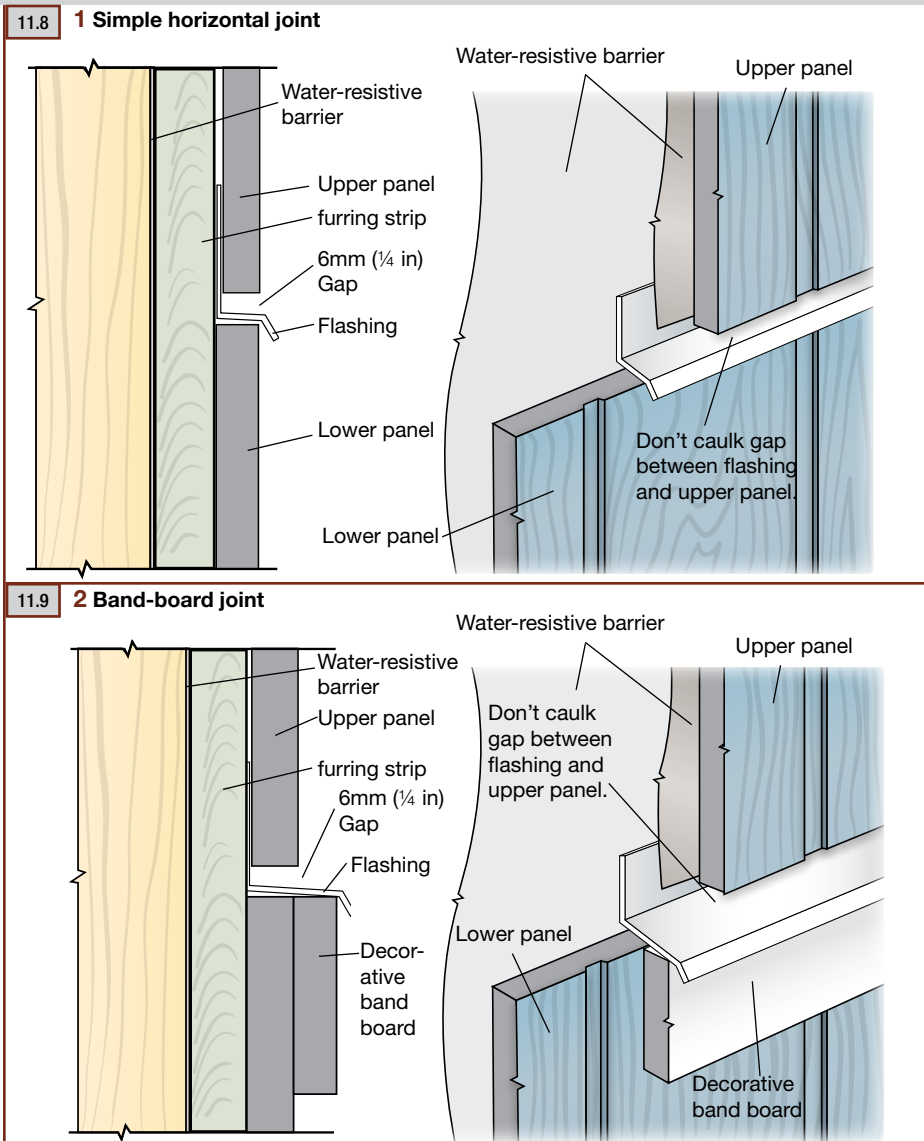 11.8 1 Simple horizontal joint
Water-resistive
barrier
Upper panel
furring strip
6mm (¼ in)
Gap
Flashing
Lower panel
Water-resistive barrier
Upper panel
Don’t caulk gap
between flashing
and upper panel.
Lower panel
11.9 2 Band-board joint
Water-resistive
barrier
Upper panel
furring strip
6mm (¼ in)
Gap
Flashing
Decor-
ative
band
board
Water-resistive barrier
Upper panel
Don’t caulk
gap between
flashing and
upper panel.
Lower panel
Decorative
band board